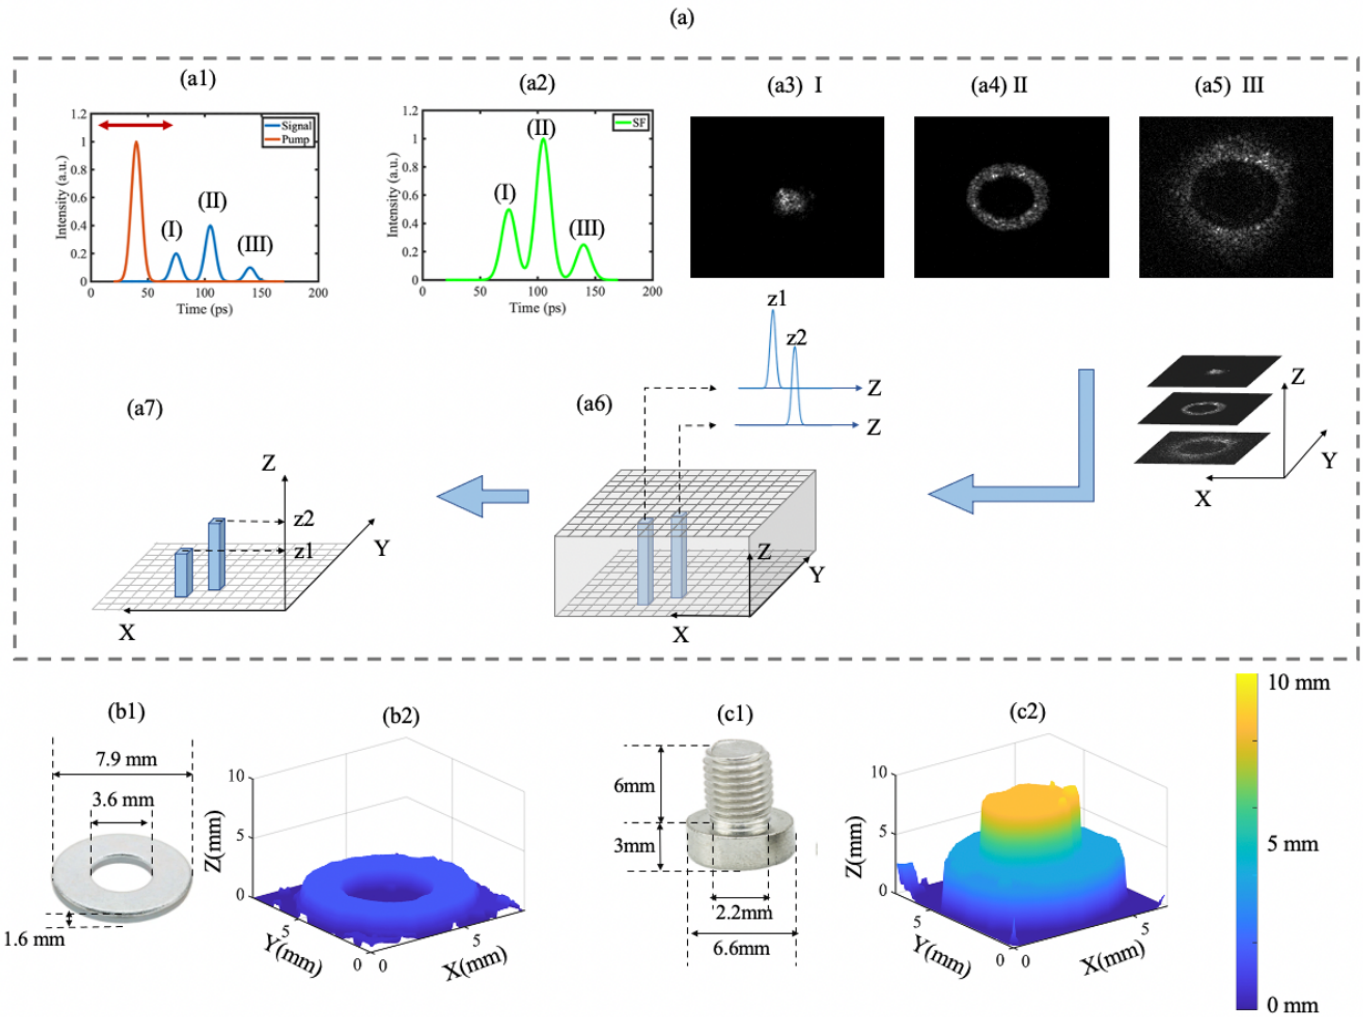 (a)
(a1)
(a2)
(a3) I
(a4) II
(a5) III
1.2
1
0.8
0.6
0.4
0.2
0
Intensity (a.u.)
Signal
Pump
(I)
(II)
(III)
0 50 100 150 200
Time (ps)
1.2
1
0.8
0.6
0.4
0.2
0
Intensity (a.u.)
SF
(I)
(II)
(III)
0 50 100 150 200
Time (ps)
z1
z2
Z
Z
Z
Y
X
(a6)
Z
Y
X
(a7)
Z
z2
z1
Y
X
(b1)
7.9 mm
3.6 mm
1.6 mm
(b2)
10
5
0
Z(mm)
5
0
Y(mm)
0
5
X(mm)
(c1)
6mm
3mm
2.2mm
6.6mm
(c2)
10
5
0
Z(mm)
5
0
Y(mm)
0
5
X(mm)
10 mm
5 mm
0 mm